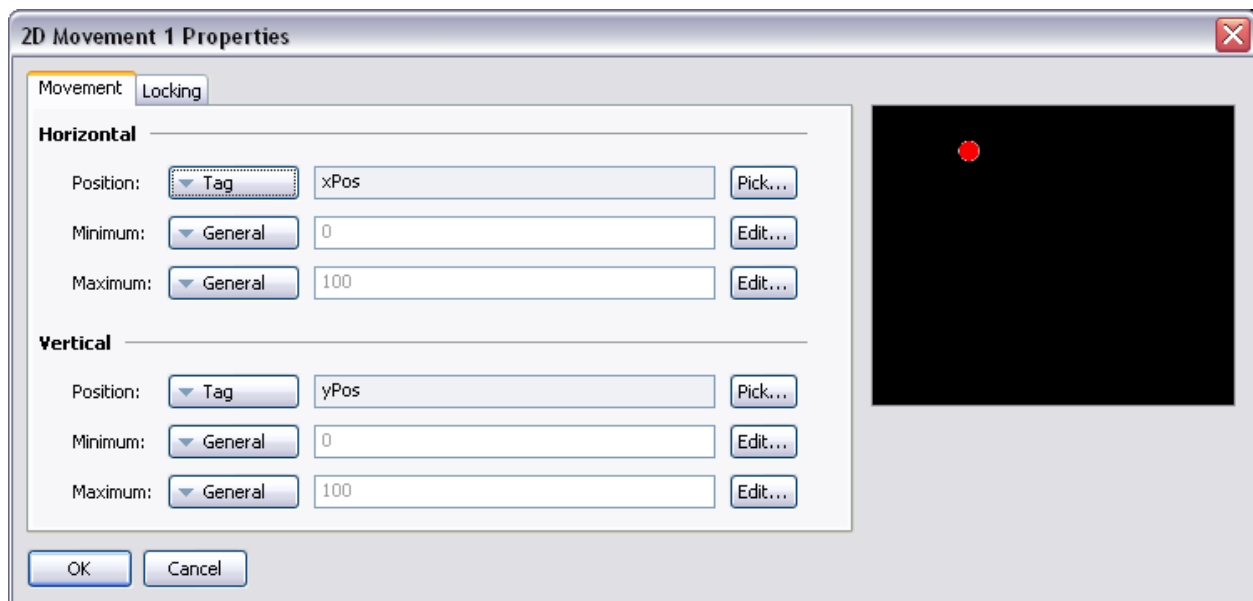 2D Movement 1 Properties
Movement Locking
Horizontal
Position: Tag xPos Pick...
Minimum: General 0 Edit...
Maximum: General 100 Edit...
Vertical
Position: Tag yPos Pick...
Minimum: General 0 Edit...
Maximum: General 100 Edit...
OK Cancel